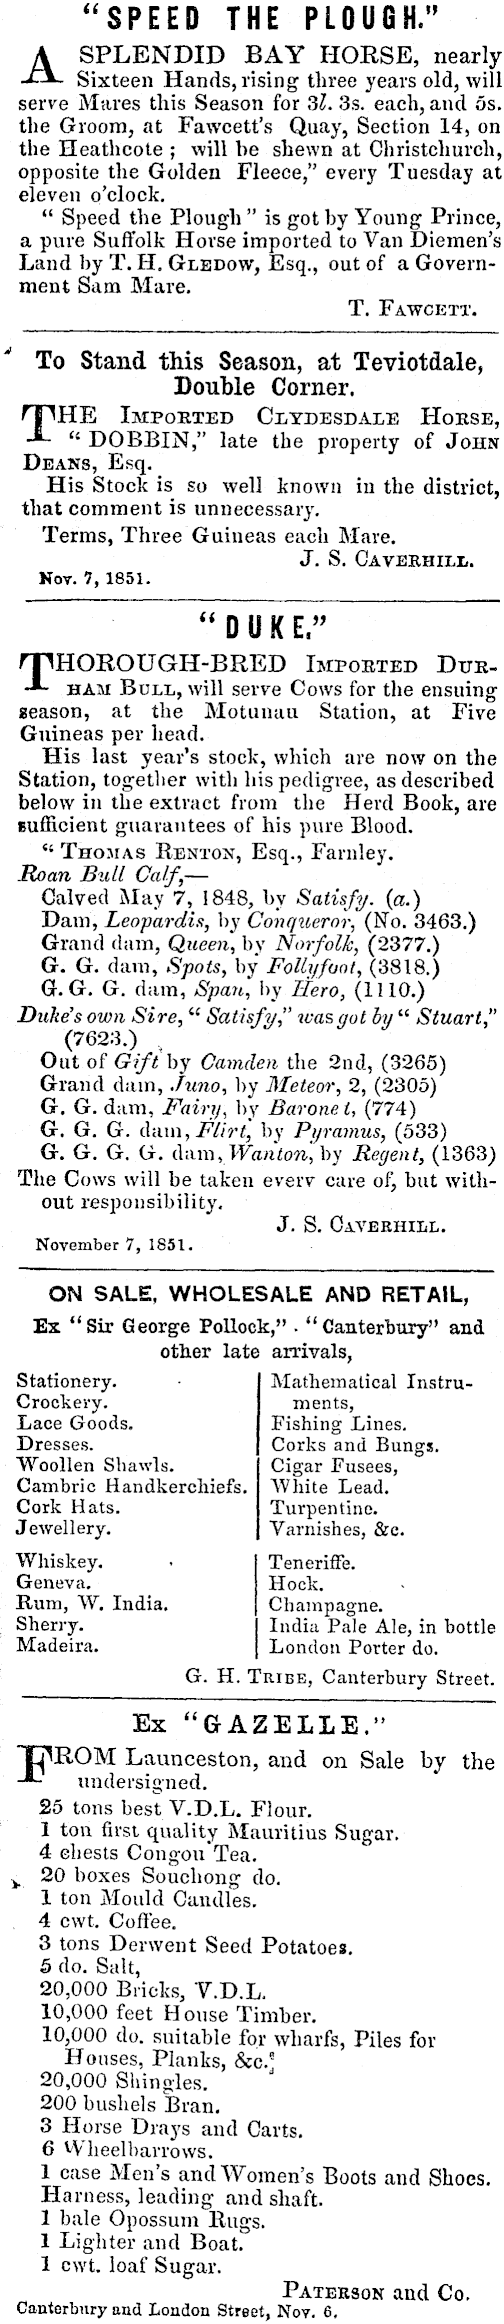 "SPEED THE PLOUGH."
A SPLENDID BAY HORSE, nearly
Sixteen Hands, rising three years old, will
serve Mares this Season for 3l. 3s. each, and 5s.
the Groom, at Fawcett's Quay, Section 14, on
the Heathcote ; will be shewn at Christchurch,
opposite the Golden Fleece," every Tuesday at
eleven o'clock.
" Speed the Plough " is got by Young Prince,
a pure Suffolk Horse imported to Van Diemen's
Land by T. H. GLEDOW, Esq., out of a Govern-
ment Sam Mare.
T. FAWCETT.
To Stand this Season, at Teviotdale,
Double Corner.
THE IMPORTED CLYDESDALE HORSE,
" DOBBIN," late the property of JOHN
DEANS, Esq.
His Stock is so well known in the district,
that comment is unnecessary.
Terms, Three Guineas each Mare.
J. S. CAVERHILL.
Nov. 7, 1851.
"DUKE."
THOROUGH-BRED IMPORTED DUR-
HAM BULL, will serve Cows for the ensuing
season, at the Motunau Station, at Five
Guineas per head.
His last year's stock, which are now on the
Station, together with his pedigree, as described
below in the extract from the Herd Book, are
sufficient guarantees of his pure Blood.
" THOMAS RENTON, Esq., Farnley.
Roan Bull Calf,—
Calved May 7, 1848, by Satisfy. (a.)
Dam, Leopardis, by Conqueror, (No. 3463.)
Grand dam, Queen, by Norfolk, (2377.)
G. G. dam, Spots, by Follyfoot, (3818.)
G. G. G. dam, Span, by Hero, (1110.)
Duke's own Sire, " Satisfy," was got by " Stuart,"
(7623.)
Out of Gift by Camden the 2nd, (3265)
Grand dam, Juno, by Meteor, 2, (2305)
G. G. dam, Fairy, by Baronet, (774)
G. G. G. dam, Flirt, by Pyramus, (533)
G. G. G. G. dam, Wanton, by Regent, (1363)
The Cows will be taken every care of, but with-
out responsibility.
J. S. CAVERHILL.
November 7, 1851.
ON SALE, WHOLESALE AND RETAIL,
Ex "Sir George Pollock," . "Canterbury" and
other late arrivals,
Stationery.
Crockery.
Lace Goods.
Dresses.
Woollen Shawls.
Cambric Handkerchiefs.
Cork Hats.
Jewellery.
Mathematical Instru-
ments,
Fishing Lines.
Corks and Bungs.
Cigar Fusees,
White Lead.
Turpentine.
Varnishes, &c.
Whiskey.
Geneva.
Rum, W. India.
Sherry.
Madeira.
Teneriffe.
Hock.
Champagne.
India Pale Ale, in bottle
London Porter do.
G. H. TRIBE, Canterbury Street.
Ex "GAZELLE."
FROM Launceston, and on Sale by the
undersigned.
25 tons best V.D.L. Flour.
1 ton first quality Mauritius Sugar.
4 chests Congou Tea.
20 boxes Souchong do.
1 ton Mould Candles.
4 cwt. Coffee.
3 tons Derwent Seed Potatoes.
5 do. Salt,
20,000 Bricks, V.D.L.
10,000 feet House Timber.
10,000 do. suitable for wharfs, Piles for
Houses, Planks, &c.
20,000 Shingles.
200 bushels Bran.
3 Horse Drays and Carts.
6 Wheelbarrows.
1 case Men's and Women's Boots and Shoes.
Harness, leading and shaft.
1 bale Opossum Rugs.
1 Lighter and Boat.
1 cwt. loaf Sugar.
PATERSON and Co.
Canterbury and London Street, Nov. 6.